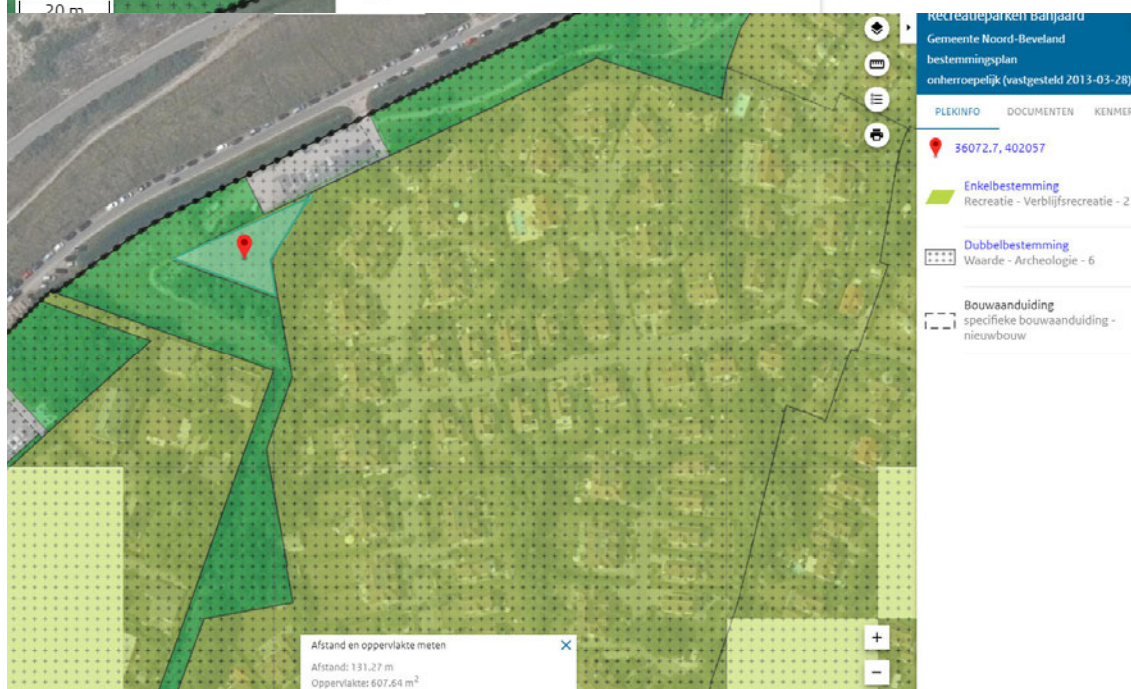 20 m
Recreatieparken Banjaard
Gemeente Noord-Beveland
bestemmingsplan
onherroepelijk (vastgesteld 2013-03-28)
PLEKINFO DOCUMENTEN KENMER
36072.7, 402057
Enkelbestemming
Recreatie - Verblijfsrecreatie - 2
Dubbelbestemming
Waarde - Archeologie - 6
Bouwaanduiding
specifieke bouwaanduiding -
nieuwbouw
Afstand en oppervlakte meten
Afstand: 131.27 m
Oppervlakte: 607.64 m²